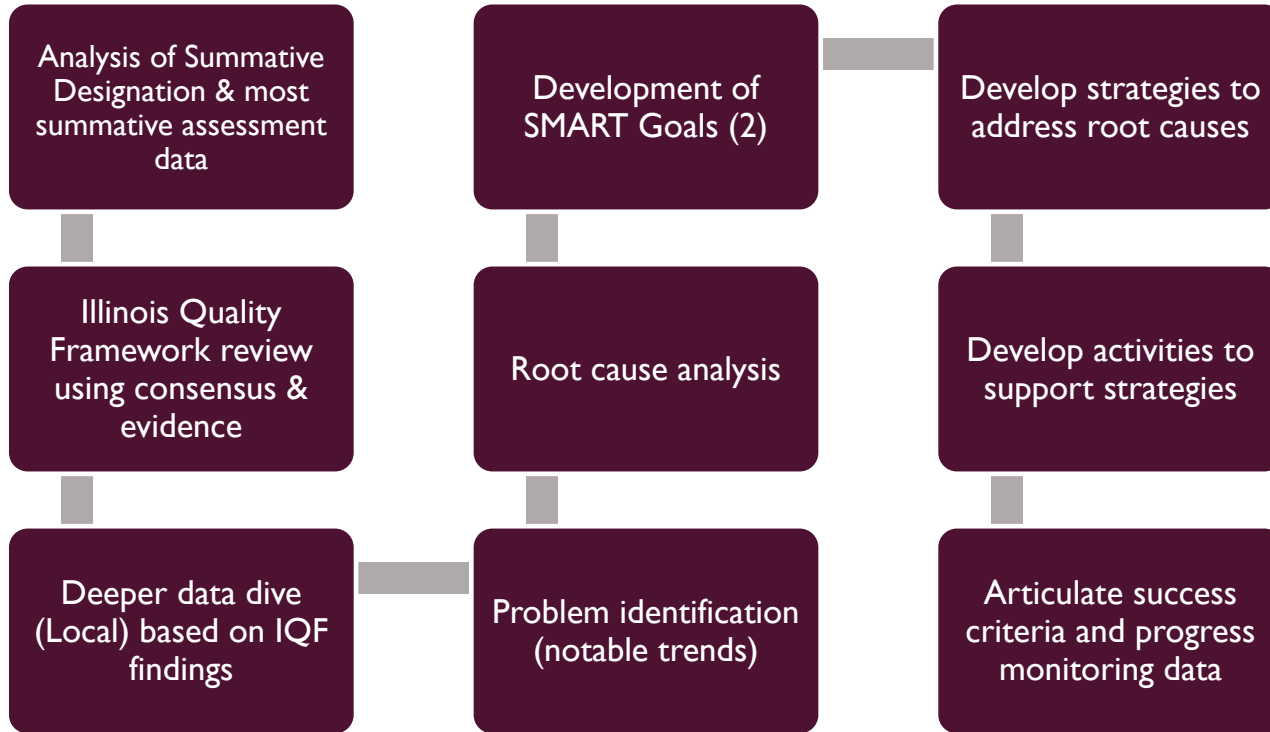 Analysis of Summative
Designation & most
summative assessment
data
Illinois Quality
Framework review
using consensus &
evidence
Deeper data dive
(Local) based on IQF
findings
Problem identification
(notable trends)
Root cause analysis
Development of
SMART Goals (2)
Develop strategies to
address root causes
Develop activities to
support strategies
Articulate success
criteria and progress
monitoring data